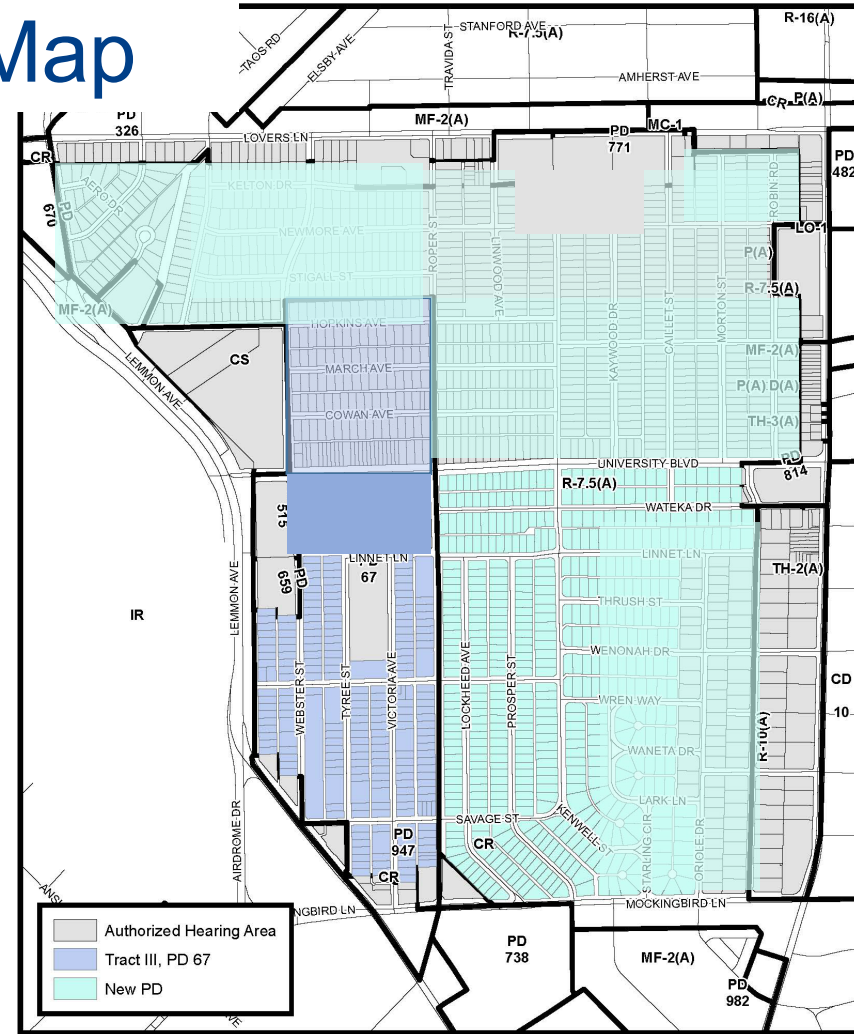 Map
R-16(A)
STANFORD AVE
R-7.5(A)
TAOS RD
ELSBY AVE
TRAVIDA ST
AMHERST AVE
CR
P(A)
PD
326
MF-2(A)
MC-1
PD
771
LOVERS LN
CR
PD
482
AERO DR
KELTON DR
ROBIN RD
PD
670
NEWMORE AVE
ROPER ST
LINWOOD AVE
LO-1
P(A)
STIGALL ST
R-7.5(A)
KAYWOOD DR
CAILLET ST
MORTON ST
MF-2(A)
HOPKINS AVE
CS
MARCH AVE
MF-2(A)
LEMMON AVE
P(A)
D(A)
COWAN AVE
TH-3(A)
UNIVERSITY BLVD
PD
814
R-7.5(A)
WATEKA DR
515
LINNET LN
LINNET LN
PD
67
PD
659
TH-2(A)
THRUSH ST
IR
LEMMON AVE
WENONAH DR
WEBSTER ST
TYREE ST
VICTORIA AVE
LOCKHEED AVE
PROSPER ST
CD
10
WREN WAY
R-10(A)
WANETA DR
LARK LN
AIRDROME DR
SAVAGE ST
KENWELL ST
PD
947
CR
STARLING CIR
ORIOLE DR
CR
NGBIRD LN
MOCKINGBIRD LN
Authorized Hearing Area
Tract III, PD 67
New PD
PD
738
MF-2(A)
PD
982